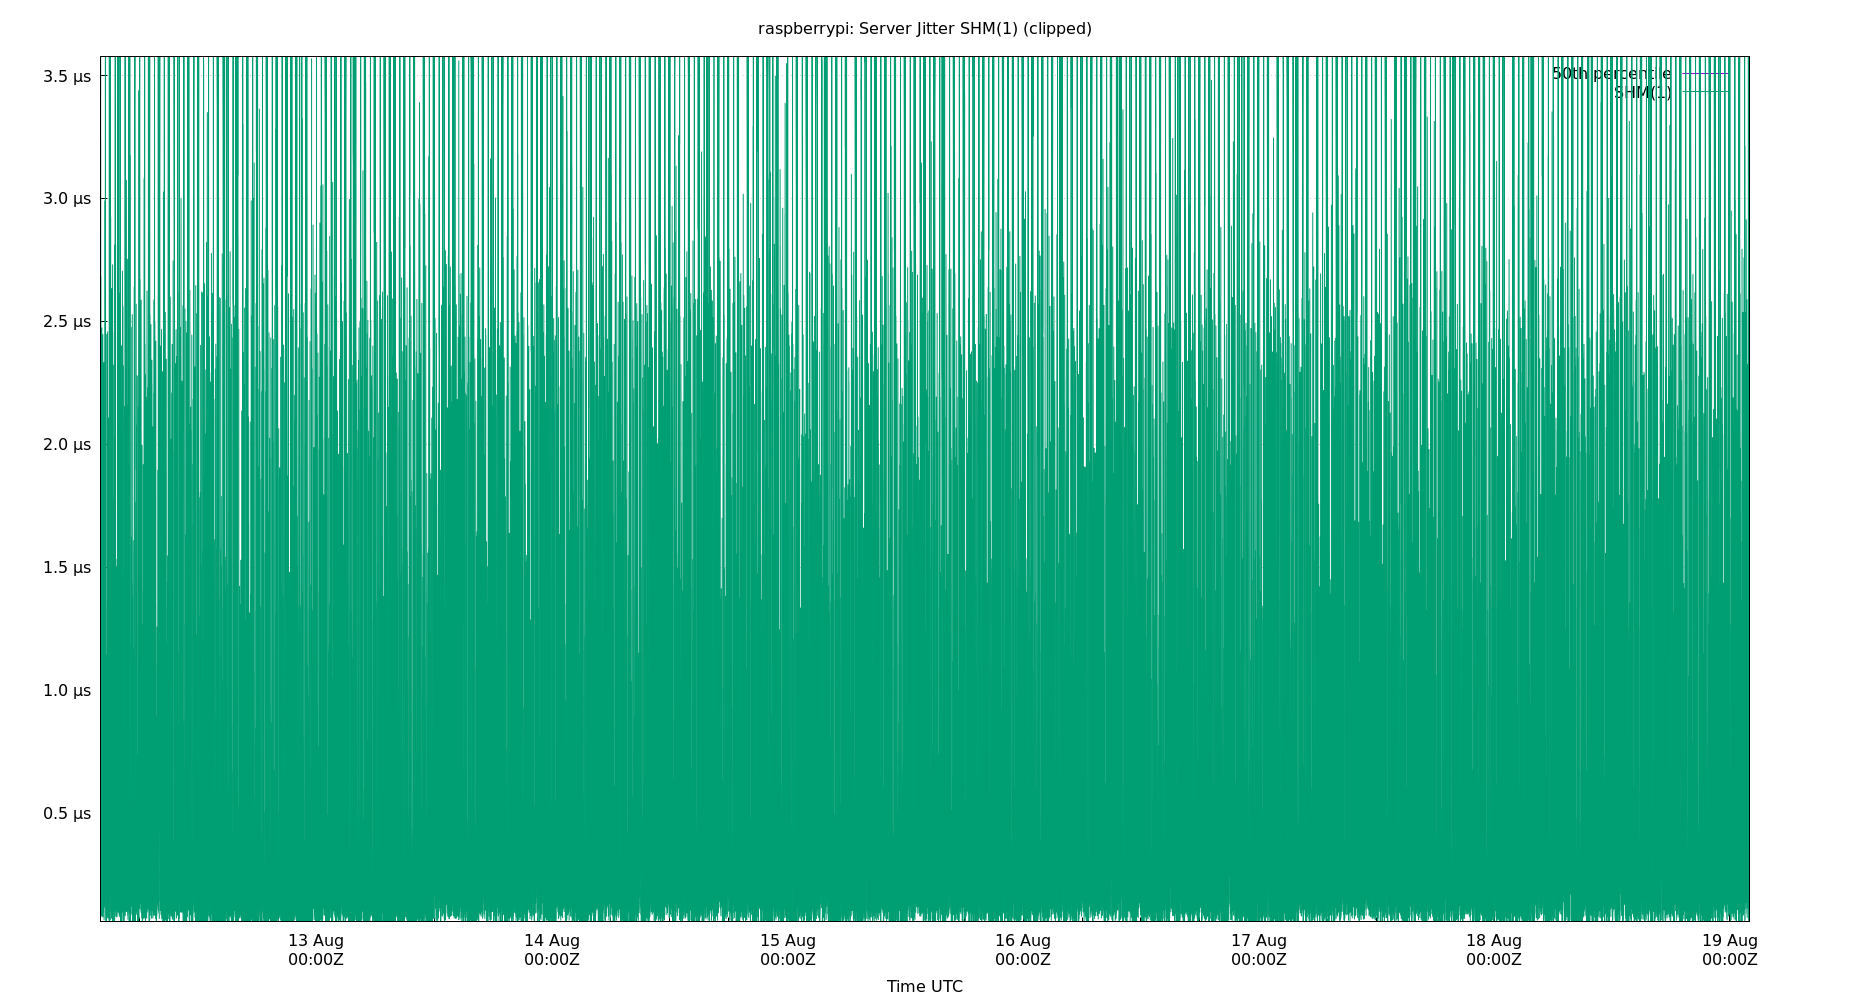 raspberrypi: Server Jitter SHM(1) (clipped)
50th percentile
SHM(1)
3.5 µs
3.0 µs
2.5 µs
2.0 µs
1.5 µs
1.0 µs
0.5 µs
13 Aug 14 Aug 15 Aug 16 Aug 17 Aug 18 Aug 19 Aug
00:00Z 00:00Z 00:00Z 00:00Z 00:00Z 00:00Z 00:00Z
Time UTC